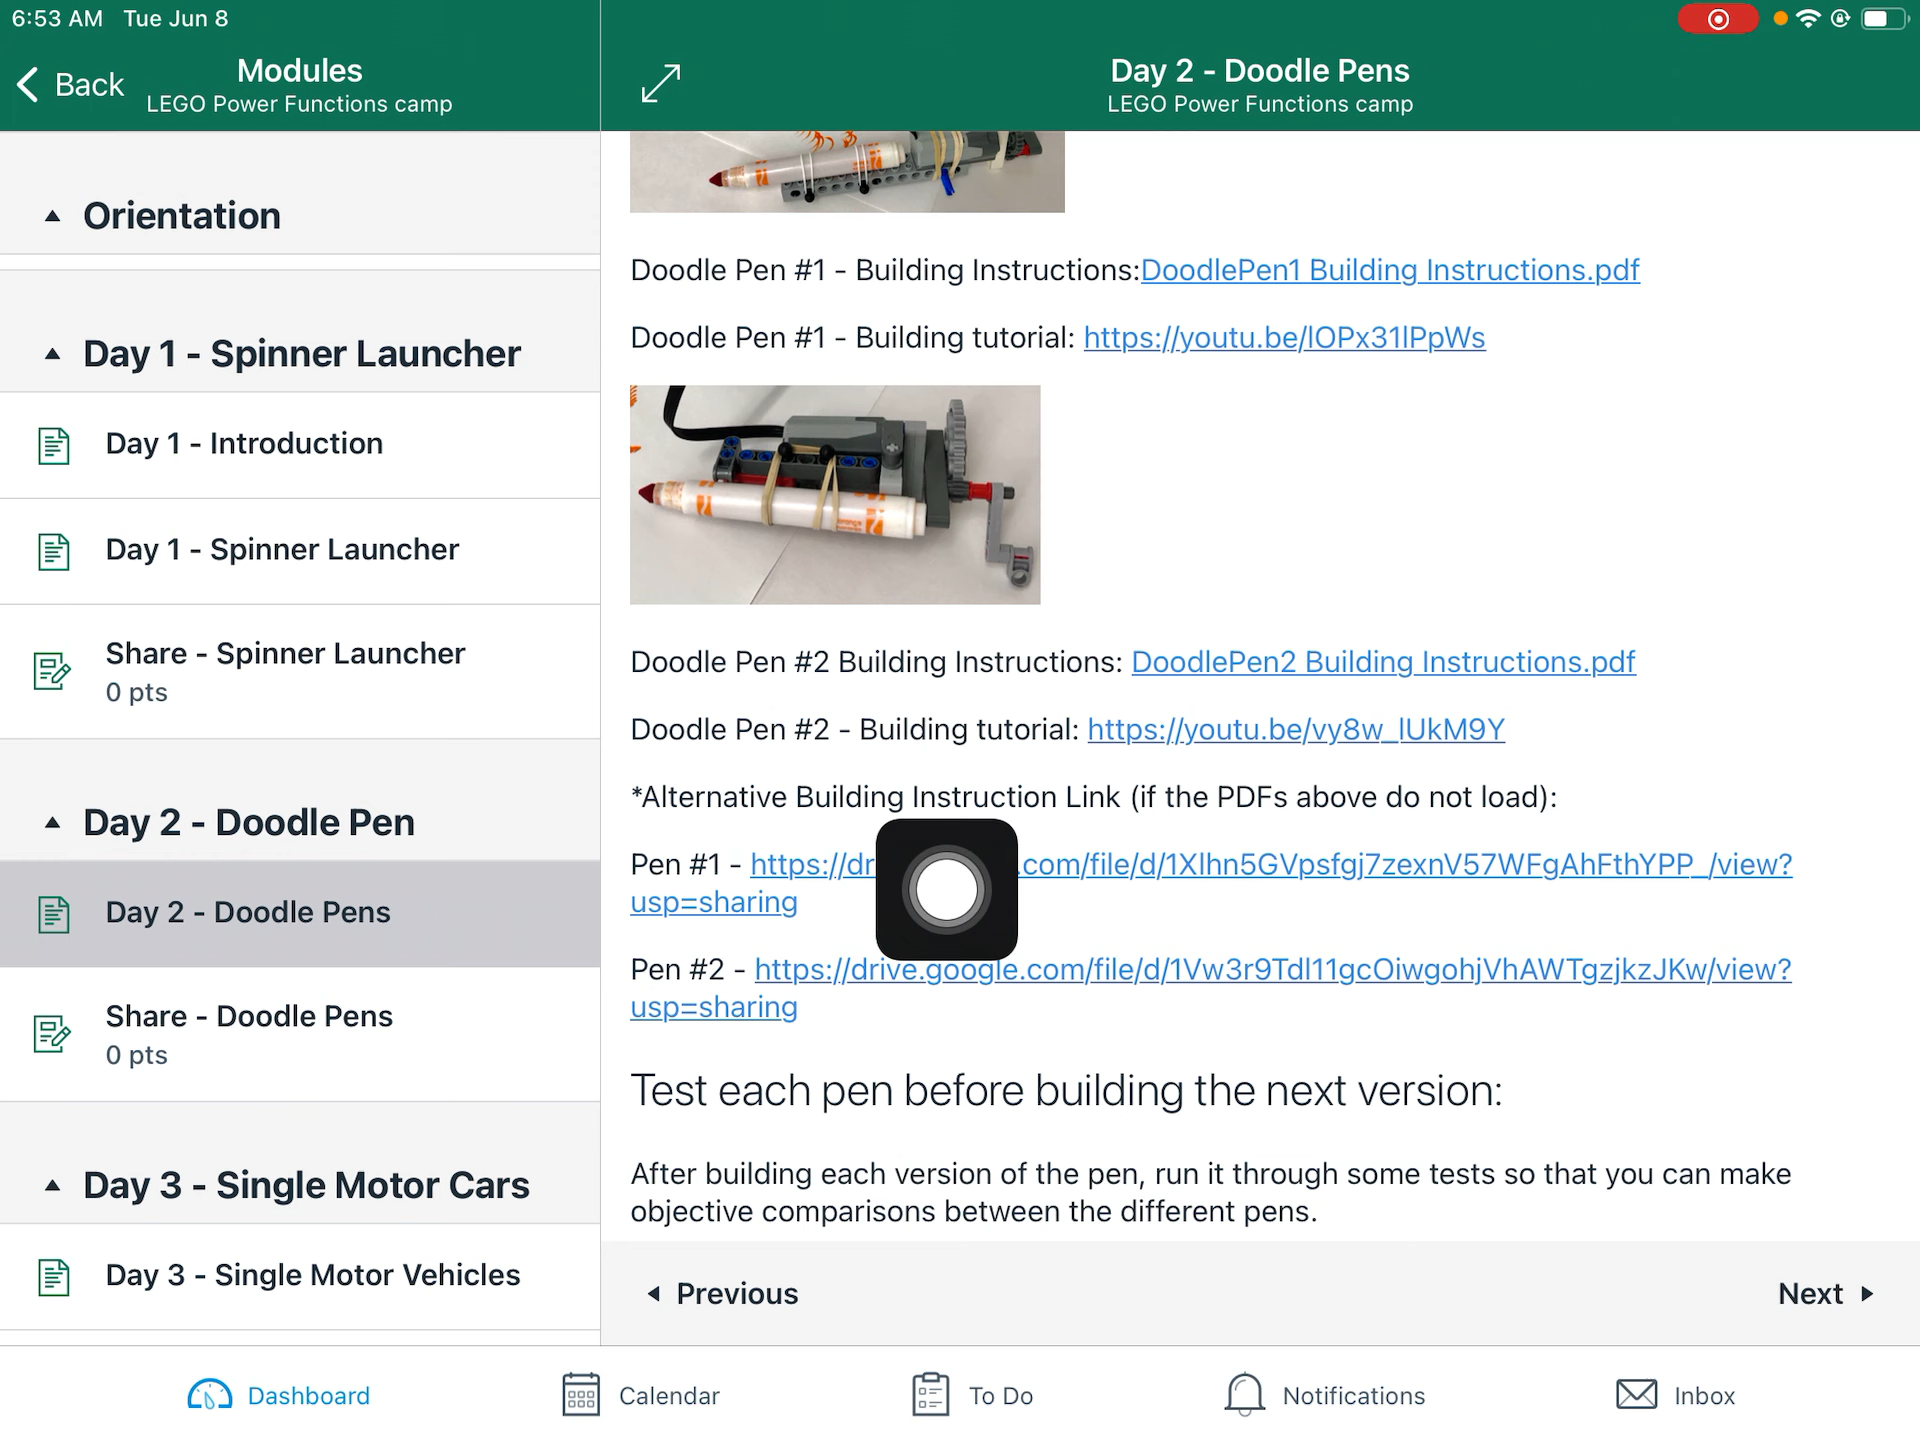 6:53 AM Tue Jun 8
Back
Modules
LEGO Power Functions camp
Day 2 - Doodle Pens
LEGO Power Functions camp
Orientation
Day 1 - Spinner Launcher
Day 1 - Introduction
Day 1 - Spinner Launcher
Share - Spinner Launcher
0 pts
Day 2 - Doodle Pen
Day 2 - Doodle Pens
Share - Doodle Pens
0 pts
Day 3 - Single Motor Cars
Day 3 - Single Motor Vehicles
Doodle Pen #1 - Building Instructions:DoodlePen1 Building Instructions.pdf
Doodle Pen #1 - Building tutorial: https://youtu.be/lOPx31lPpWs
Doodle Pen #2 Building Instructions: DoodlePen2 Building Instructions.pdf
Doodle Pen #2 - Building tutorial: https://youtu.be/vy8w_lUkM9Y
*Alternative Building Instruction Link (if the PDFs above do not load):
Pen #1 - https://dr .com/file/d/1Xlhn5GVpsfgj7zexnV57WFgAhFthYPP_/view?
usp=sharing
Pen #2 - https://drive.google.com/file/d/1Vw3r9Tdl11gcOiwgohjVhAWTgzjkzJKw/view?
usp=sharing
Test each pen before building the next version:
After building each version of the pen, run it through some tests so that you can make
objective comparisons between the different pens.
Previous
Next
Dashboard
Calendar
To Do
Notifications
Inbox